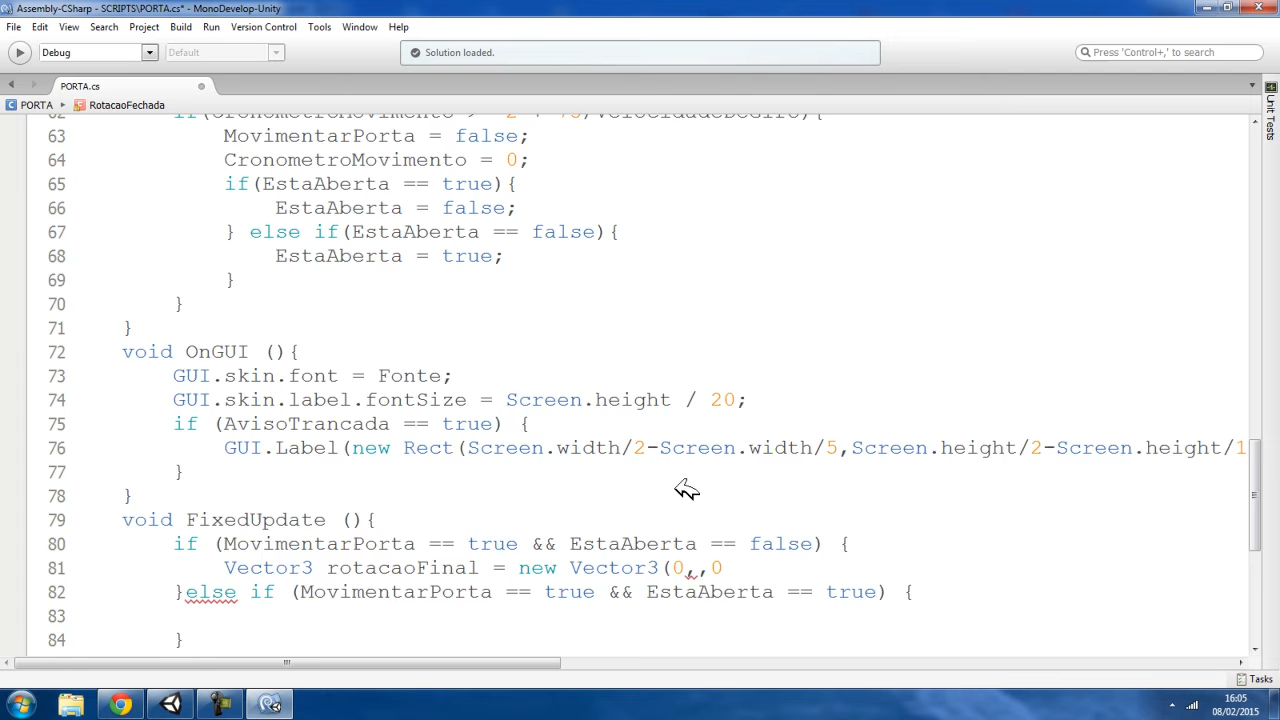 Assembly-CSharp - SCRIPTS\PORTA.cs* - MonoDevelop-Unity
File Edit View Search Project Build Run Version Control Tools Window Help
Debug Default Solution loaded. Press 'Control+,' to search
PORTA.cs
PORTA RotacaoFechada
63 MovimentarPorta = false;
64 CronometroMovimento = 0;
65 if(EstaAberta == true){
66 EstaAberta = false;
67 } else if(EstaAberta == false){
68 EstaAberta = true;
69 }
70 }
71 }
72 void OnGUI (){
73 GUI.skin.font = Fonte;
74 GUI.skin.label.fontSize = Screen.height / 20;
75 if (AvisoTrancada == true) {
76 GUI.Label(new Rect(Screen.width/2-Screen.width/5,Screen.height/2-Screen.height/1
77 }
78 }
79 void FixedUpdate (){
80 if (MovimentarPorta == true && EstaAberta == false) {
81 Vector3 rotacaoFinal = new Vector3(0,,0
82 }else if (MovimentarPorta == true && EstaAberta == true) {
83
84 }
Unit Tests
Tasks
16:05
08/02/2015